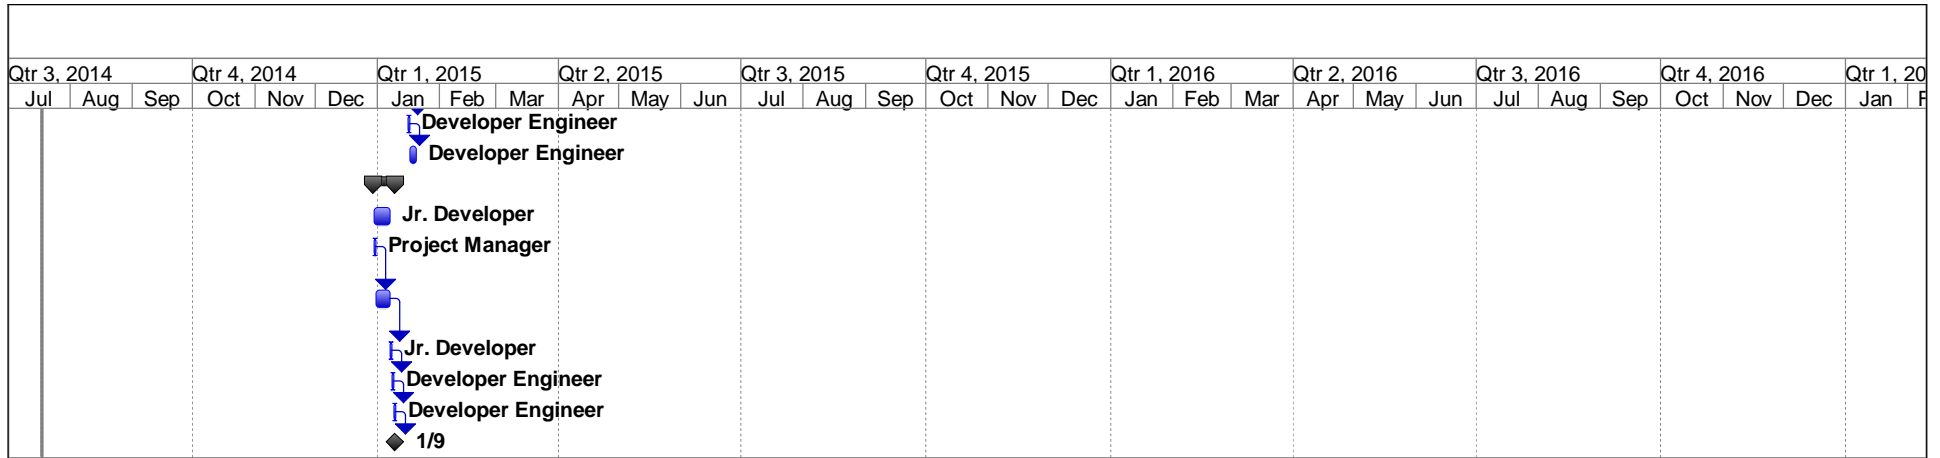 Qtr 3, 2014 Qtr 4, 2014 Qtr 1, 2015 Qtr 2, 2015 Qtr 3, 2015 Qtr 4, 2015 Qtr 1, 2016 Qtr 2, 2016 Qtr 3, 2016 Qtr 4, 2016 Qtr 1, 20
Jul Aug Sep Oct Nov Dec Jan Feb Mar Apr May Jun Jul Aug Sep Oct Nov Dec Jan Feb Mar Apr May Jun Jul Aug Sep Oct Nov Dec Jan F
Developer Engineer
Developer Engineer
Jr. Developer
Project Manager
Jr. Developer
Developer Engineer
Developer Engineer
1/9